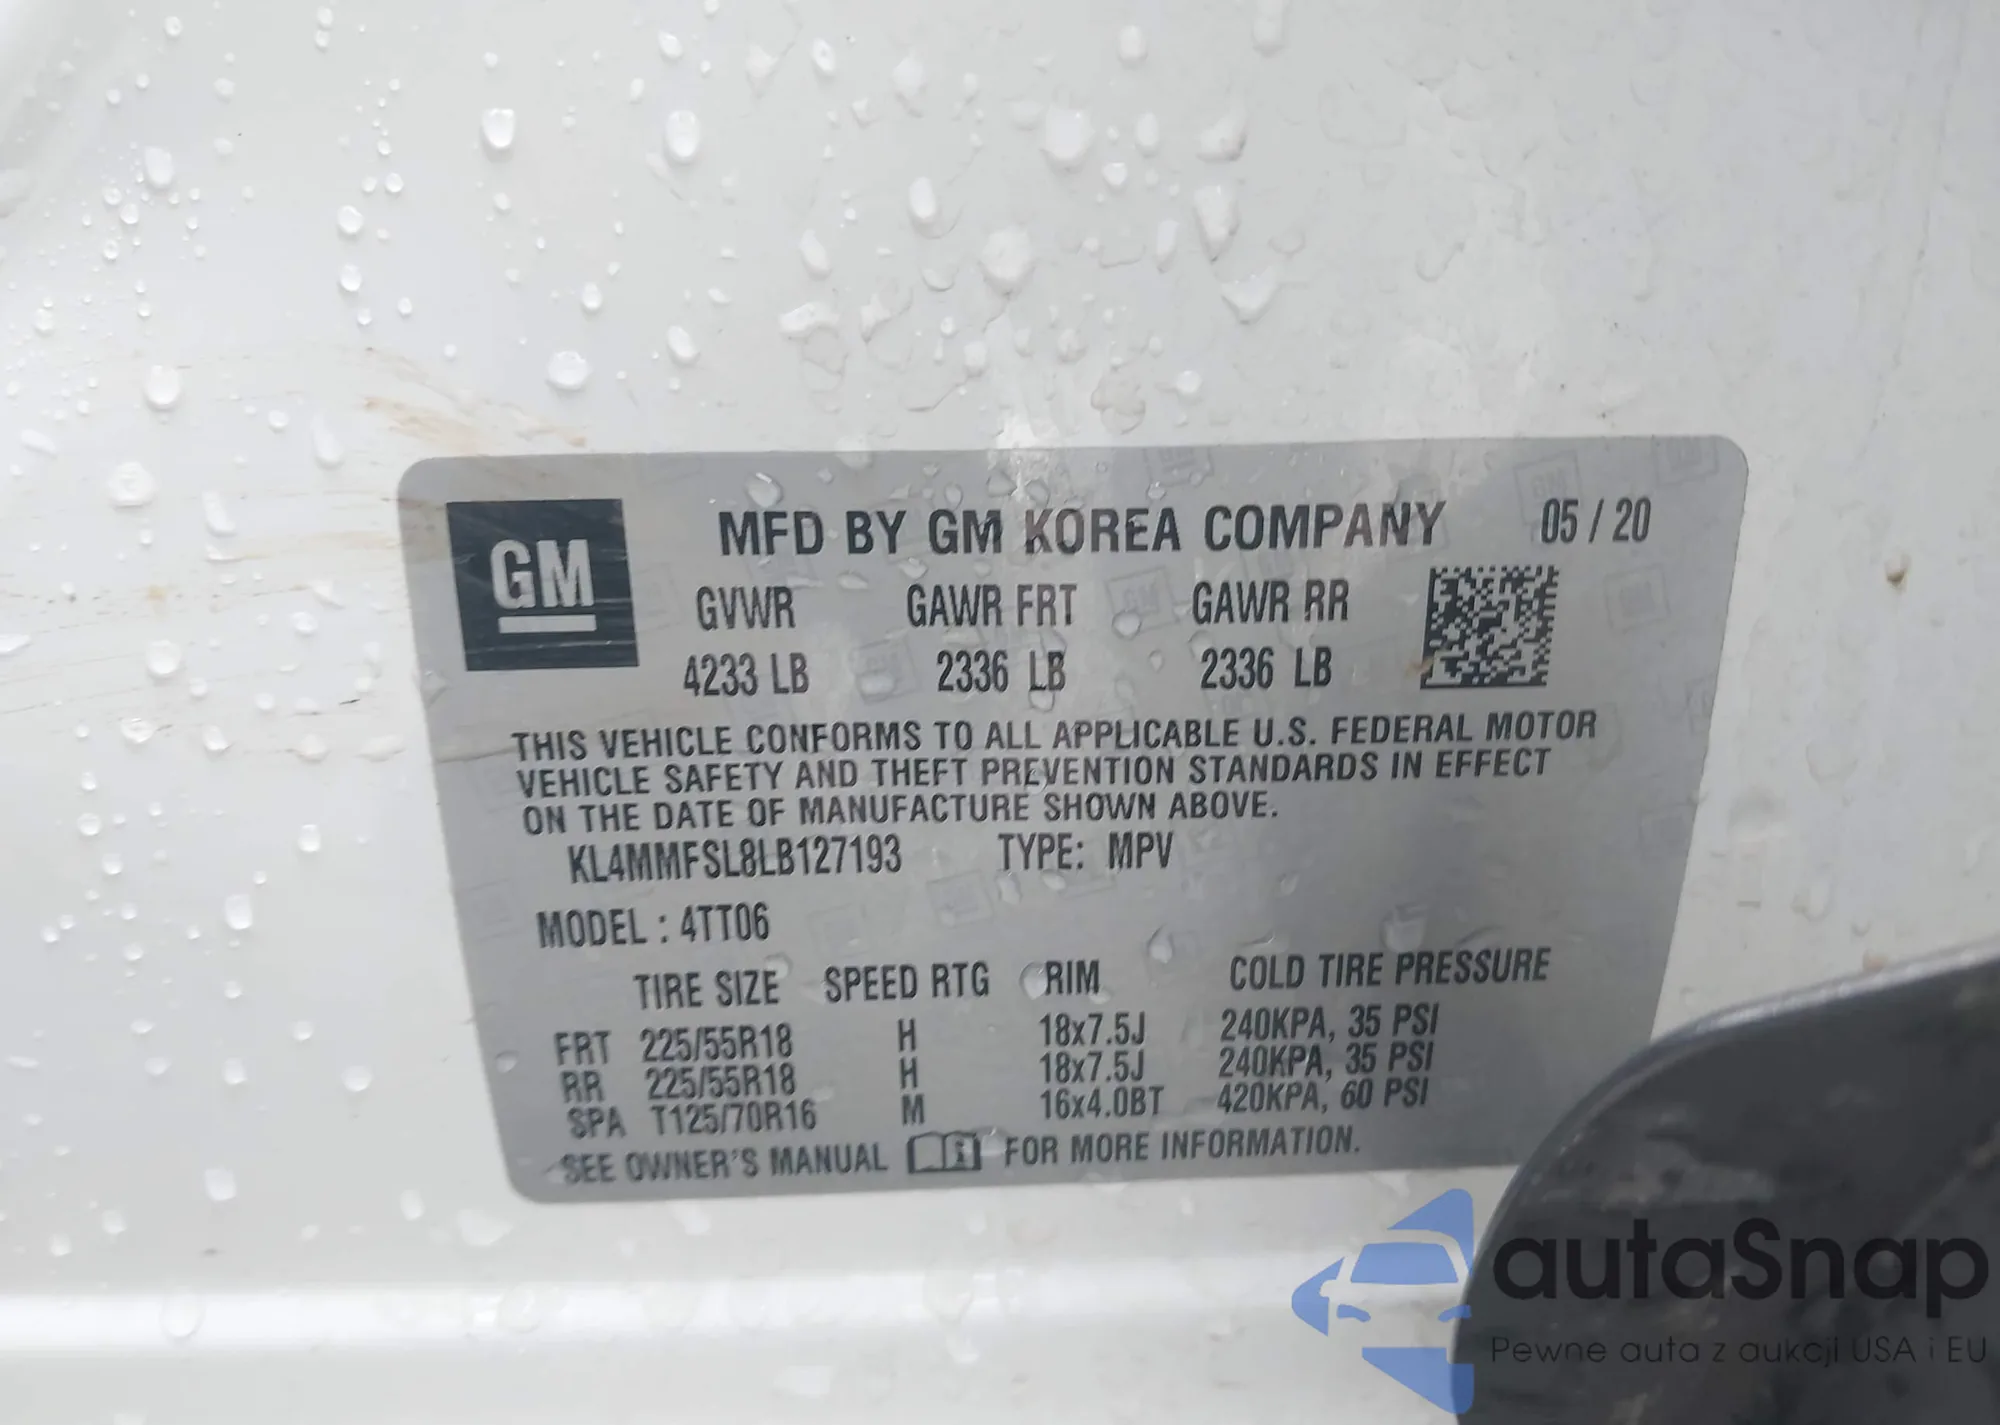 GM
MFD BY GM KOREA COMPANY 05 / 20
GVWR GAWR FRT GAWR RR
4233 LB 2336 LB 2336 LB
THIS VEHICLE CONFORMS TO ALL APPLICABLE U.S. FEDERAL MOTOR
VEHICLE SAFETY AND THEFT PREVENTION STANDARDS IN EFFECT
ON THE DATE OF MANUFACTURE SHOWN ABOVE.
KL4MMFSL8LB127193 TYPE: MPV
MODEL : 4TT06
TIRE SIZE SPEED RTG RIM COLD TIRE PRESSURE
FRT 225/55R18 H 18x7.5J 240KPA, 35 PSI
RR 225/55R18 H 18x7.5J 240KPA, 35 PSI
SPA T125/70R16 M 16x4.0BT 420KPA, 60 PSI
SEE OWNER'S MANUAL FOR MORE INFORMATION.
autaSnap
Pewne auta z aukcji USA i EU